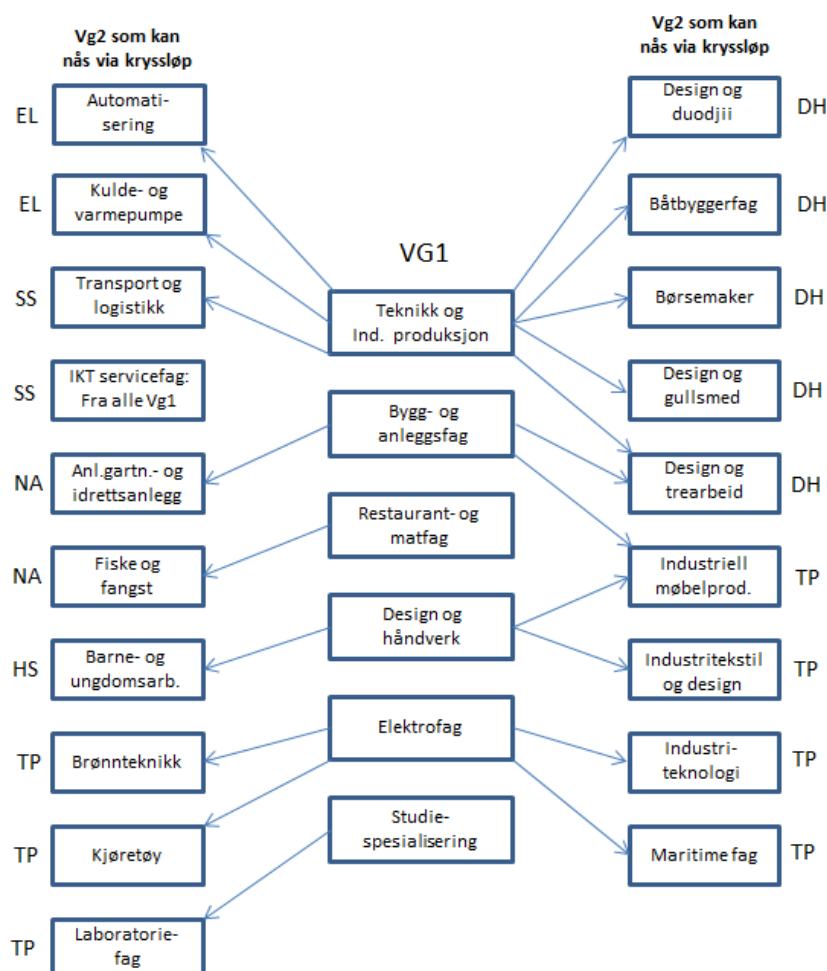 Vg2 som kan
nås via kryssløp
EL
Automati-
sering
EL
Kulde- og
varmepumpe
SS
Transport og
logistikk
SS
IKT servicefag:
Fra alle Vg1
NA
Anl.gartn.- og
idrettsanlegg
NA
Fiske og
fangst
HS
Barne- og
ungdomsarb.
TP
Brønnteknikk
TP
Kjøretøy
TP
Laboratorie-
fag
VG1
Teknikk og
Ind. produksjon
Bygg- og
anleggsfag
Restaurant- og
matfag
Design og
håndverk
Elektrofag
Studie-
spesialisering
Vg2 som kan
nås via kryssløp
Design og
duodjii
DH
Båtbyggerfag
DH
Børsemaker
DH
Design og
gullsmed
DH
Design og
trearbeid
DH
Industriell
møbelprod.
TP
Industritekstil
og design
TP
Industri-
teknologi
TP
Maritime fag
TP